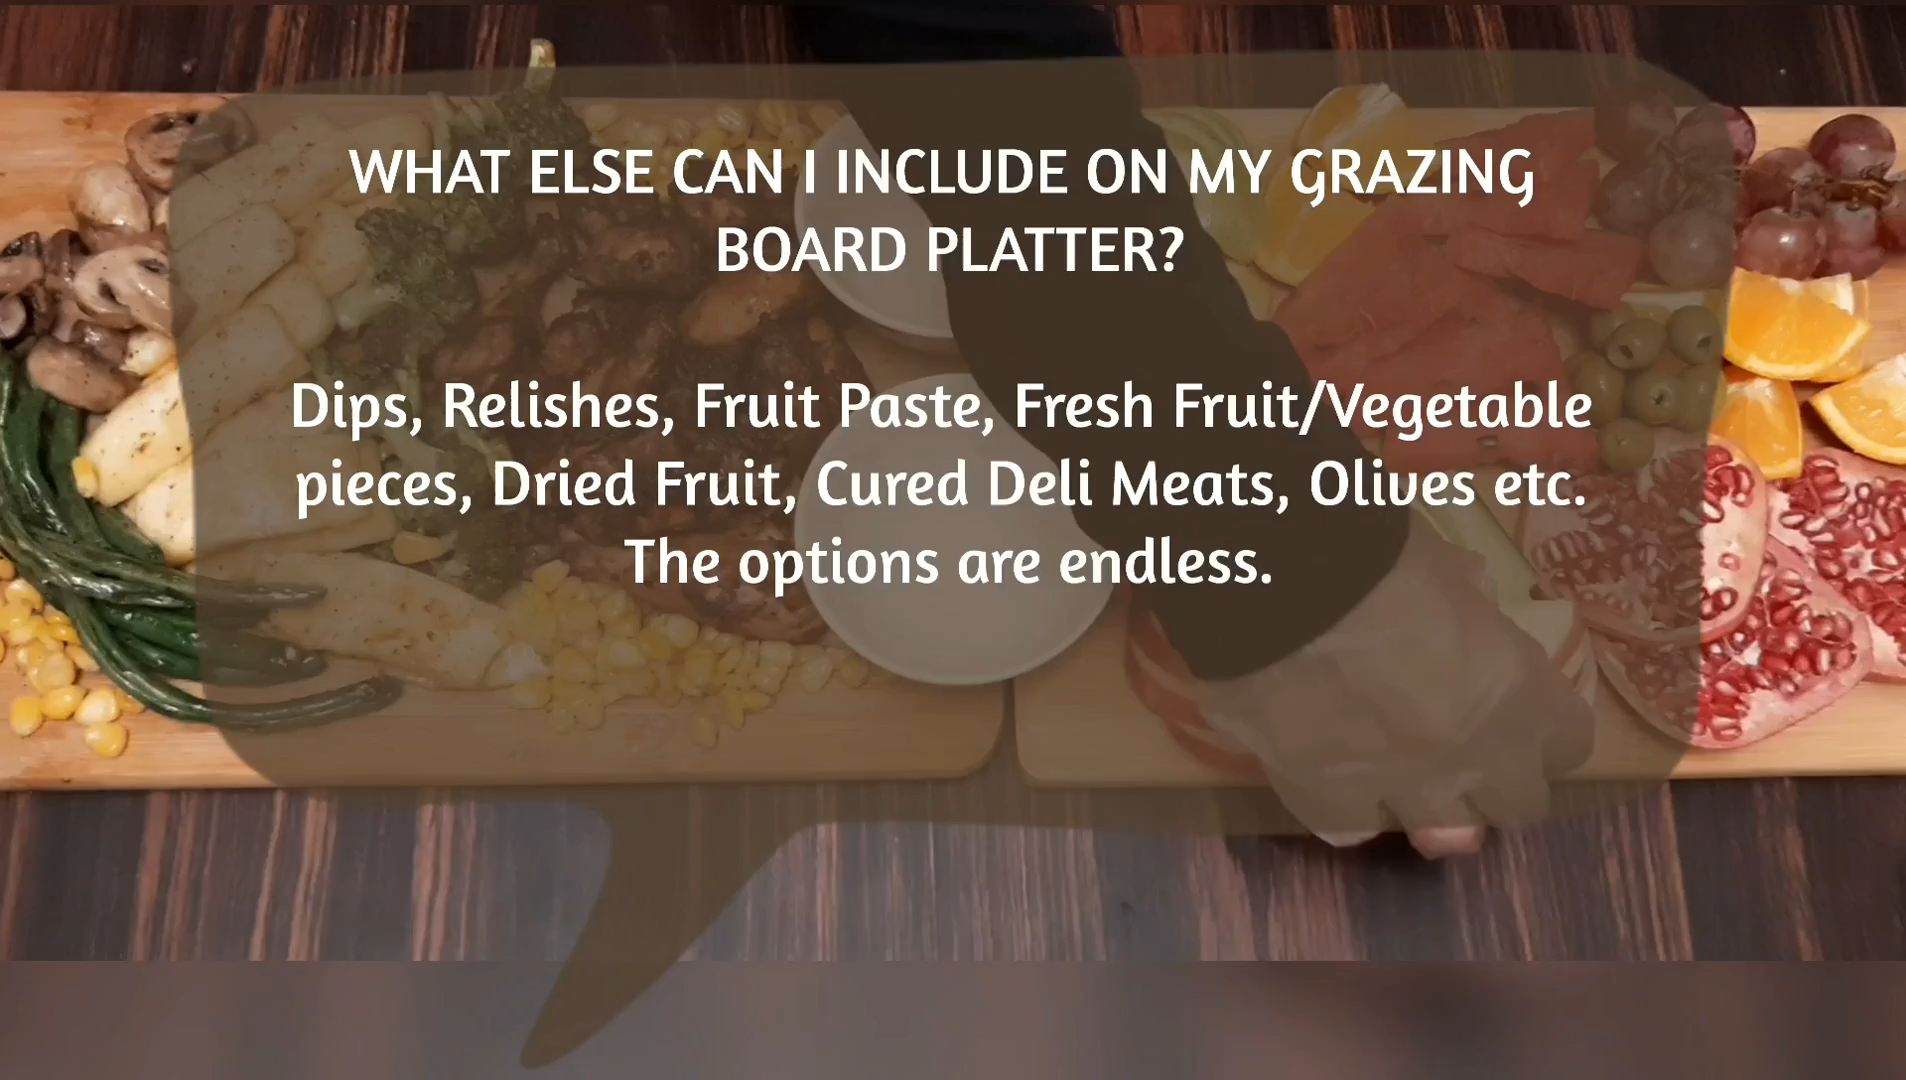 WHAT ELSE CAN I INCLUDE ON MY GRAZING
BOARD PLATTER?
Dips, Relishes, Fruit Paste, Fresh Fruit/Vegetable
pieces, Dried Fruit, Cured Deli Meats, Olives etc.
The options are endless.